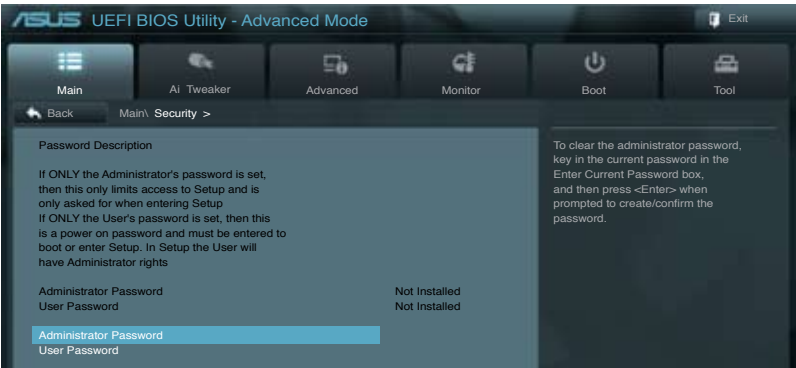 ASUS UEFI BIOS Utility - Advanced Mode
Exit
Main
Ai Tweaker
Advanced
Monitor
Boot
Tool
Back
Main\ Security >
Password Description
If ONLY the Administrator's password is set,
then this only limits access to Setup and is
only asked for when entering Setup
If ONLY the User's password is set, then this
is a power on password and must be entered to
boot or enter Setup. In Setup the User will
have Administrator rights
Administrator Password Not Installed
User Password Not Installed
Administrator Password
User Password
To clear the administrator password,
key in the current password in the
Enter Current Password box,
and then press <Enter> when
prompted to create/confirm the
password.